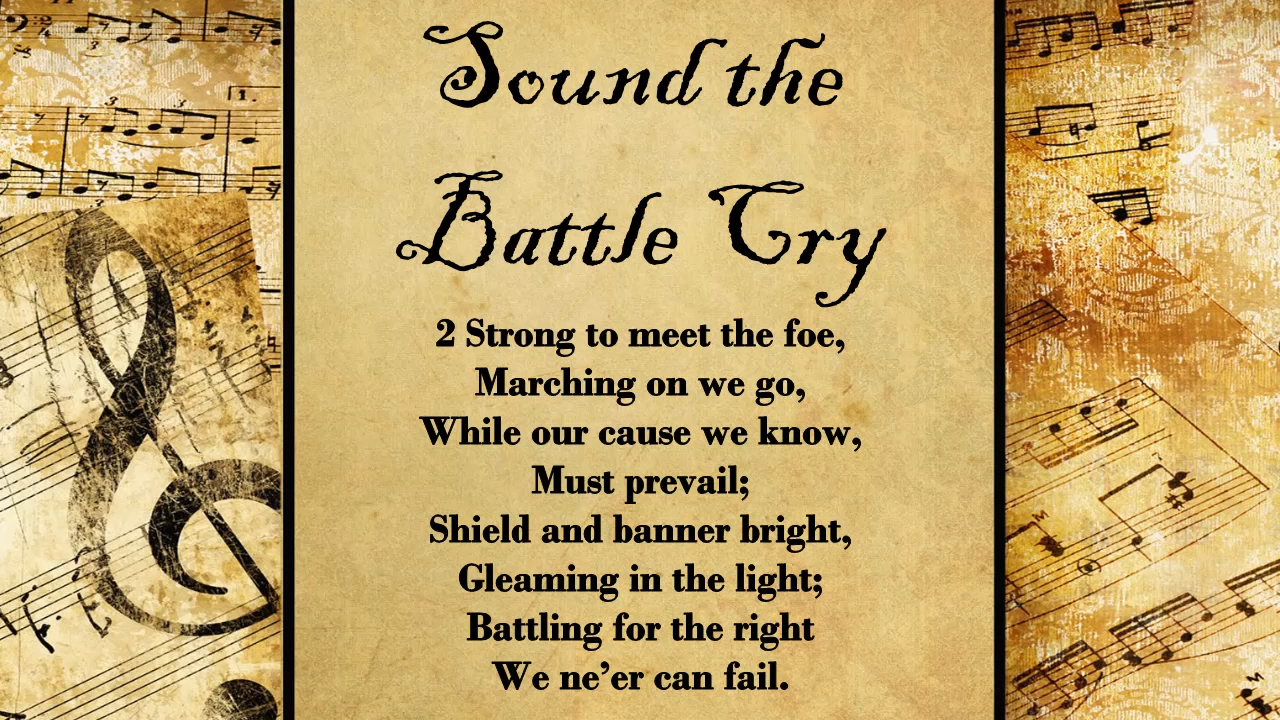 Sound the
Battle Cry
2 Strong to meet the foe,
Marching on we go,
While our cause we know,
Must prevail;
Shield and banner bright,
Gleaming in the light;
Battling for the right
We ne’er can fail.